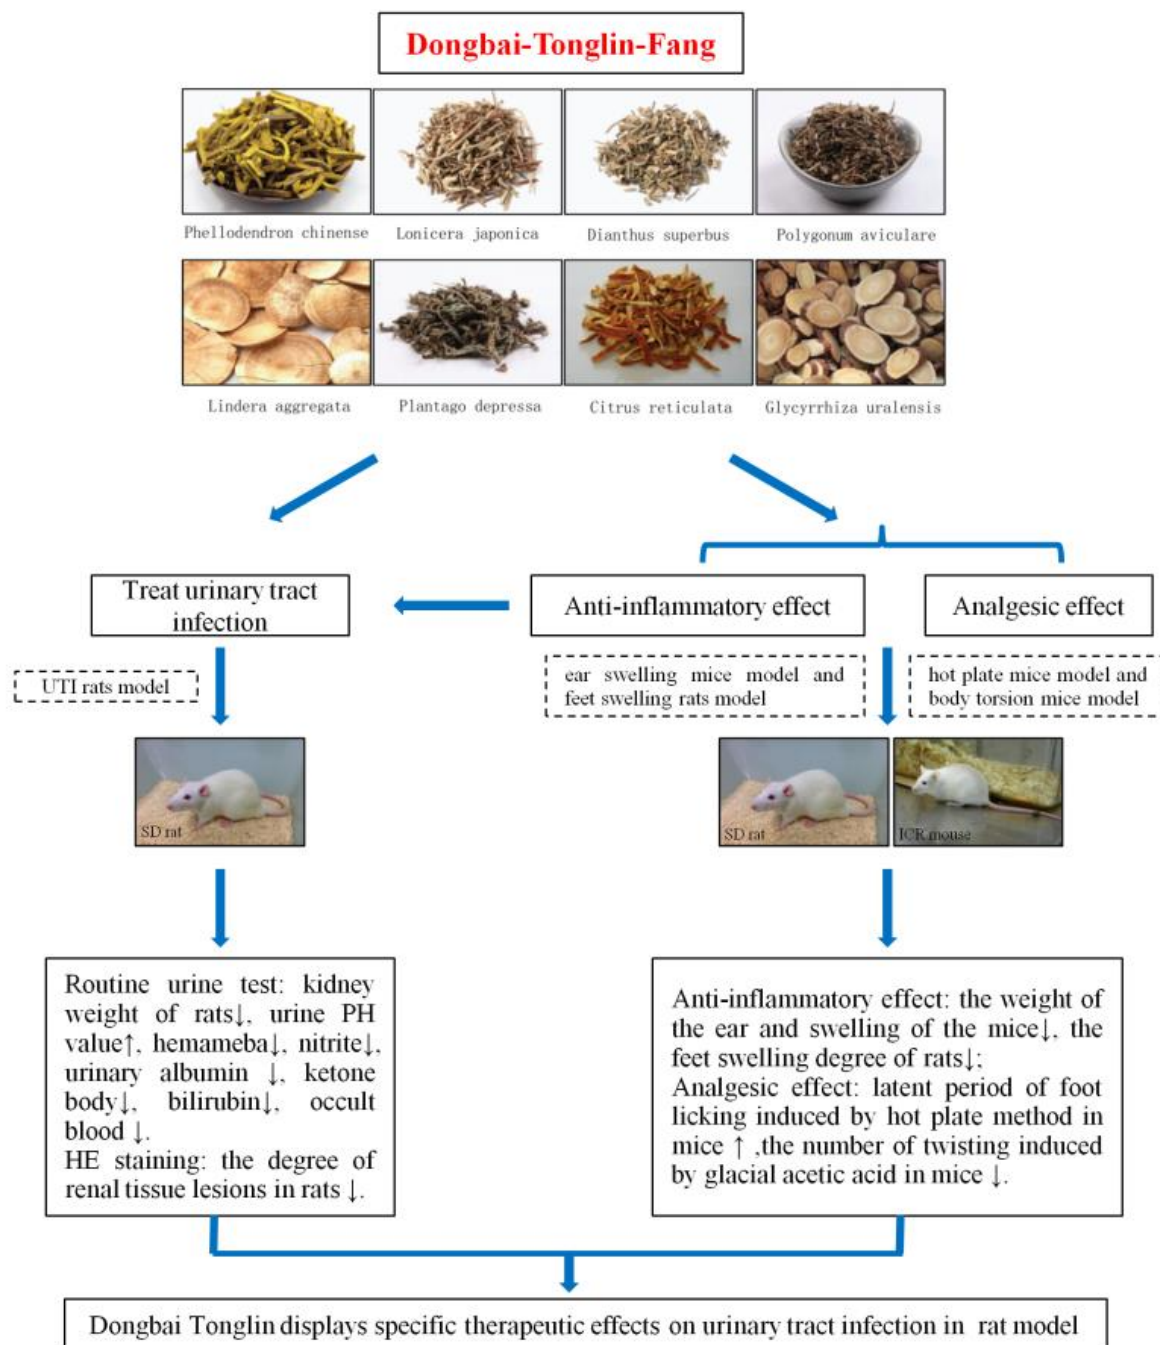 Dongbai-Tonglin-Fang
Phellodendron chinense
Lonicera japonica
Dianthus superbus
Polygonum aviculare
Lindera aggregata
Plantago depressa
Citrus reticulata
Glycyrrhiza uralensis
Treat urinary tract
infection
Anti-inflammatory effect
Analgesic effect
UTI rats model
ear swelling mice model and
feet swelling rats model
hot plate mice model and
body torsion mice model
SD rat
SD rat
ICR mouse
Routine urine test: kidney
weight of rats↓, urine PH
value↑, hemameba↓, nitrite↓,
urinary albumin ↓, ketone
body↓, bilirubin↓, occult
blood ↓.
HE staining: the degree of
renal tissue lesions in rats ↓.
Anti-inflammatory effect: the weight of
the ear and swelling of the mice↓, the
feet swelling degree of rats↓;
Analgesic effect: latent period of foot
licking induced by hot plate method in
mice ↑ ,the number of twisting induced
by glacial acetic acid in mice ↓.
Dongbai Tonglin displays specific therapeutic effects on urinary tract infection in rat model